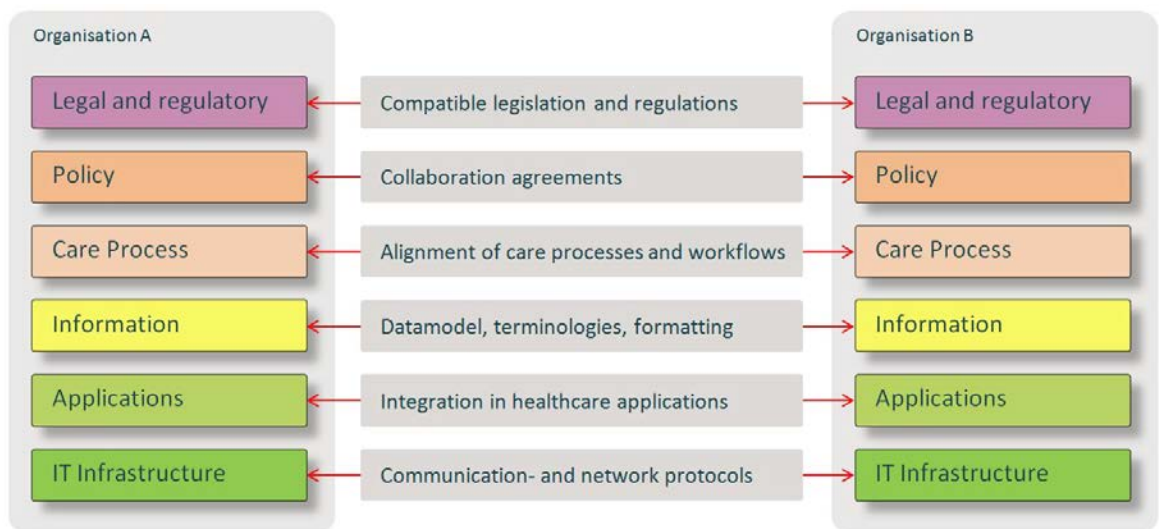 Organisation A
Organisation B
Legal and regulatory
Compatible legislation and regulations
Legal and regulatory
Policy
Collaboration agreements
Policy
Care Process
Alignment of care processes and workflows
Care Process
Information
Datamodel, terminologies, formatting
Information
Applications
Integration in healthcare applications
Applications
IT Infrastructure
Communication- and network protocols
IT Infrastructure